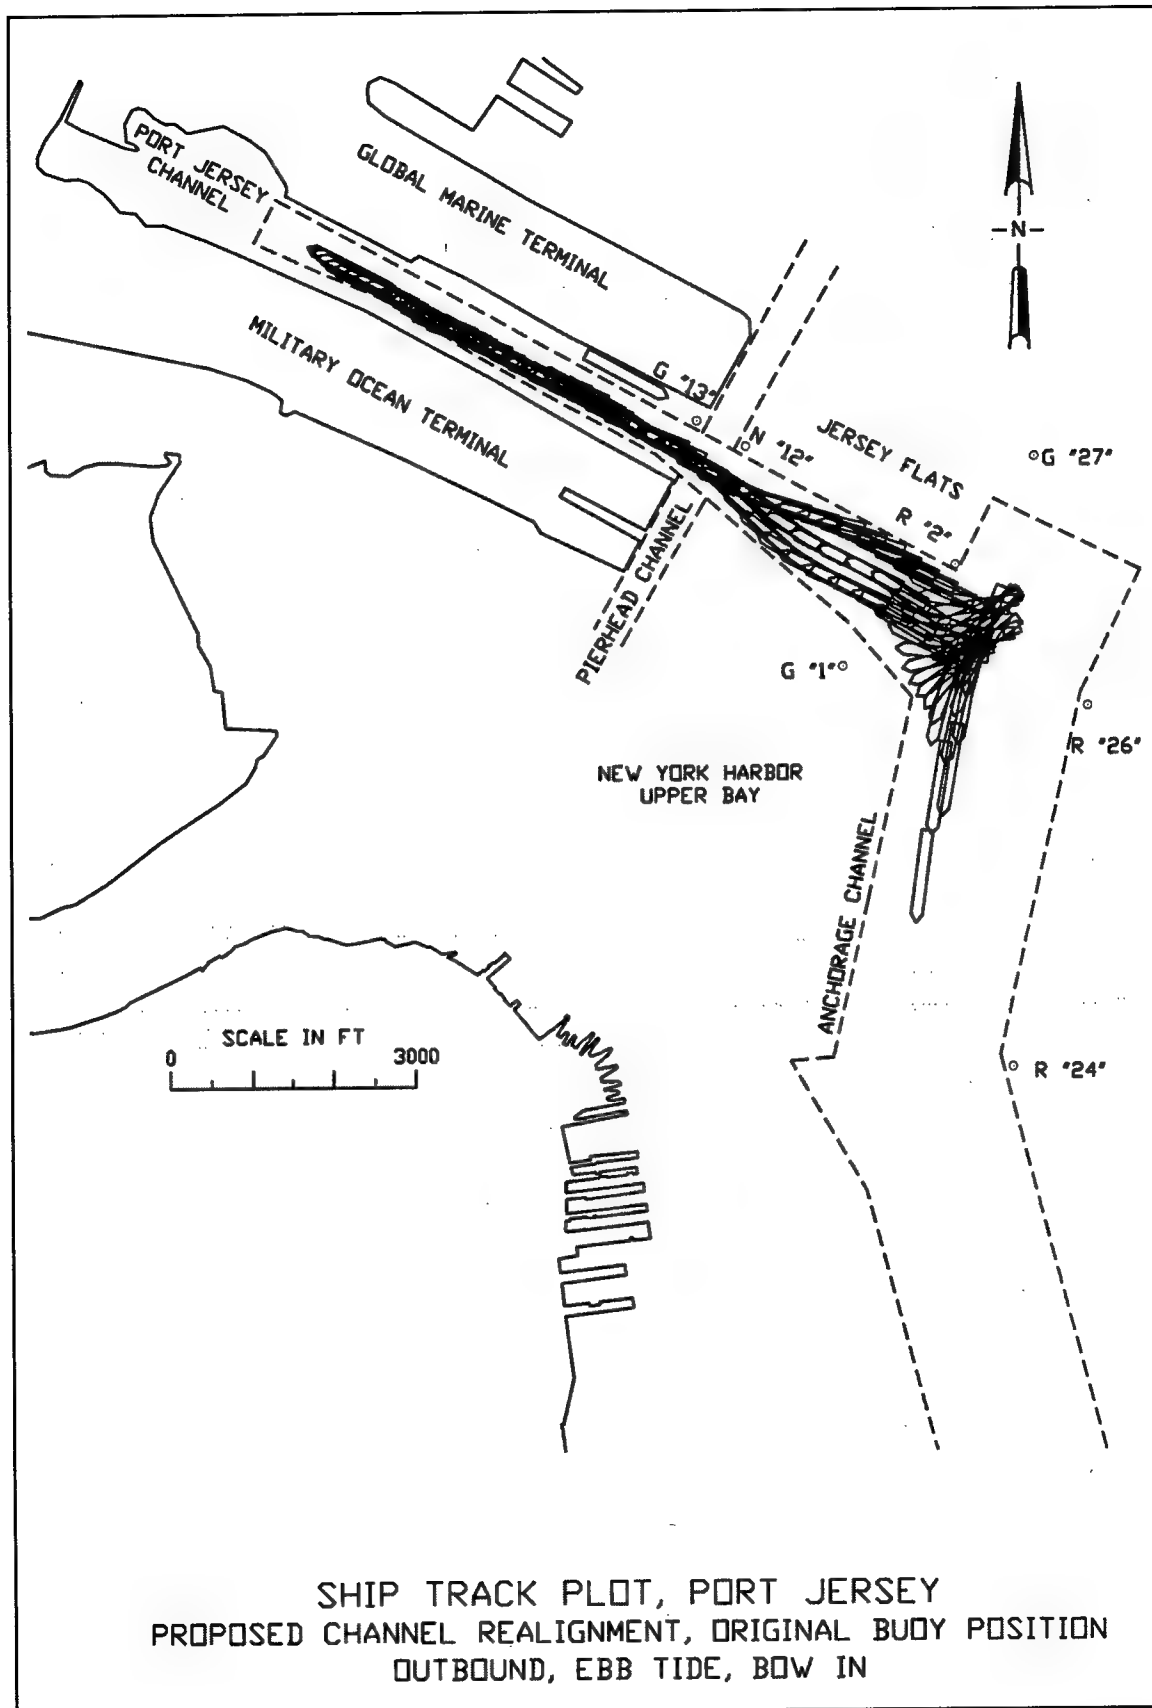 PORT JERSEY
CHANNEL
GLOBAL MARINE TERMINAL
N
MILITARY OCEAN TERMINAL
G "13"
N "12"
JERSEY FLATS
G "27"
R "2"
PIERHEAD CHANNEL
G "1"
R "26"
NEW YORK HARBOR
UPPER BAY
ANCHORAGE CHANNEL
SCALE IN FT
0 3000
R "24"
SHIP TRACK PLOT, PORT JERSEY
PROPOSED CHANNEL REALIGNMENT, ORIGINAL BUOY POSITION
OUTBOUND, EBB TIDE, BOW IN